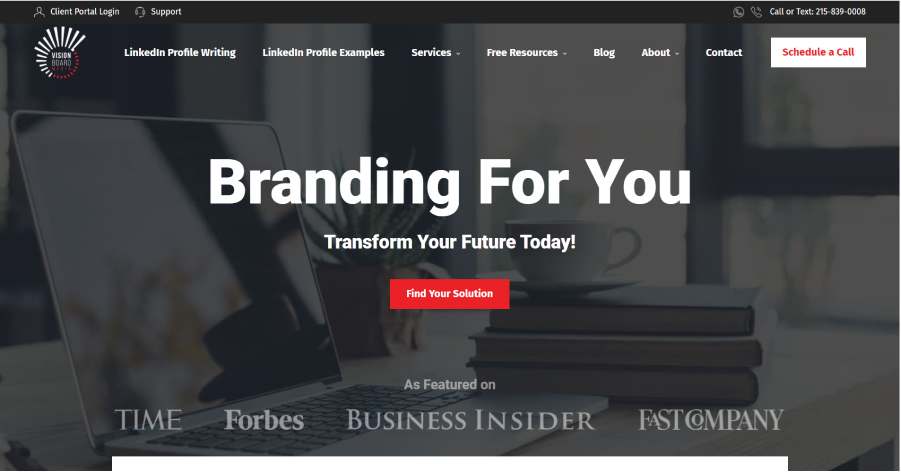 Client Portal Login
Support
Call or Text: 215-839-0008
VISION
BOARD
MEDIA
LinkedIn Profile Writing
LinkedIn Profile Examples
Services
Free Resources
Blog
About
Contact
Schedule a Call
Branding For You
Transform Your Future Today!
Find Your Solution
As Featured on
TIME
Forbes
BUSINESS INSIDER
FAST COMPANY